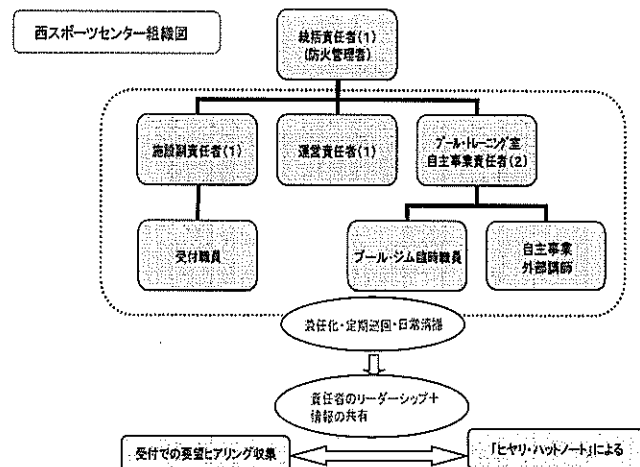 西スポーツセンター組織図
統括責任者(1)
(防火管理者)
施設副責任者(1)
運営責任者(1)
プール・トレーニング室
自主事業責任者(2)
受付職員
プール・ジム臨時職員
自主事業
外部講師
兼任化・定期巡回・日常清掃
責任者のリーダーシップ+
情報の共有
受付での要望ヒアリング収集
「ヒヤリ・ハットノート」による